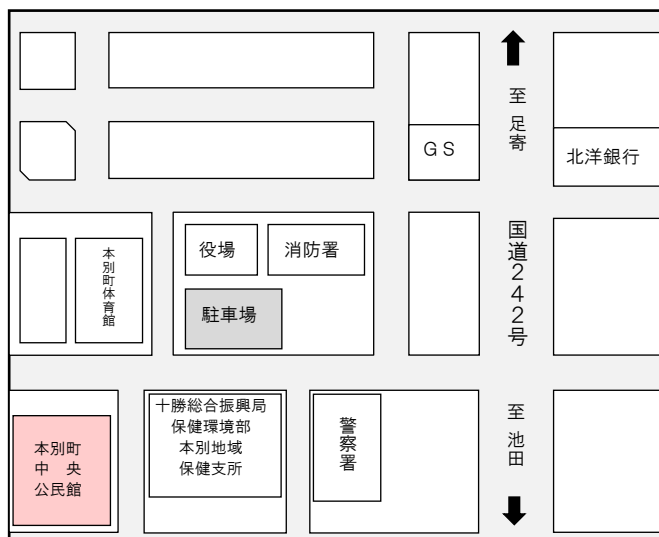 至 足寄
GS
北洋銀行
国道242号
役場
消防署
本別町体育館
駐車場
至 池田
十勝総合振興局
保健環境部
本別地域
保健支所
警察署
本別町
中 央
公民館